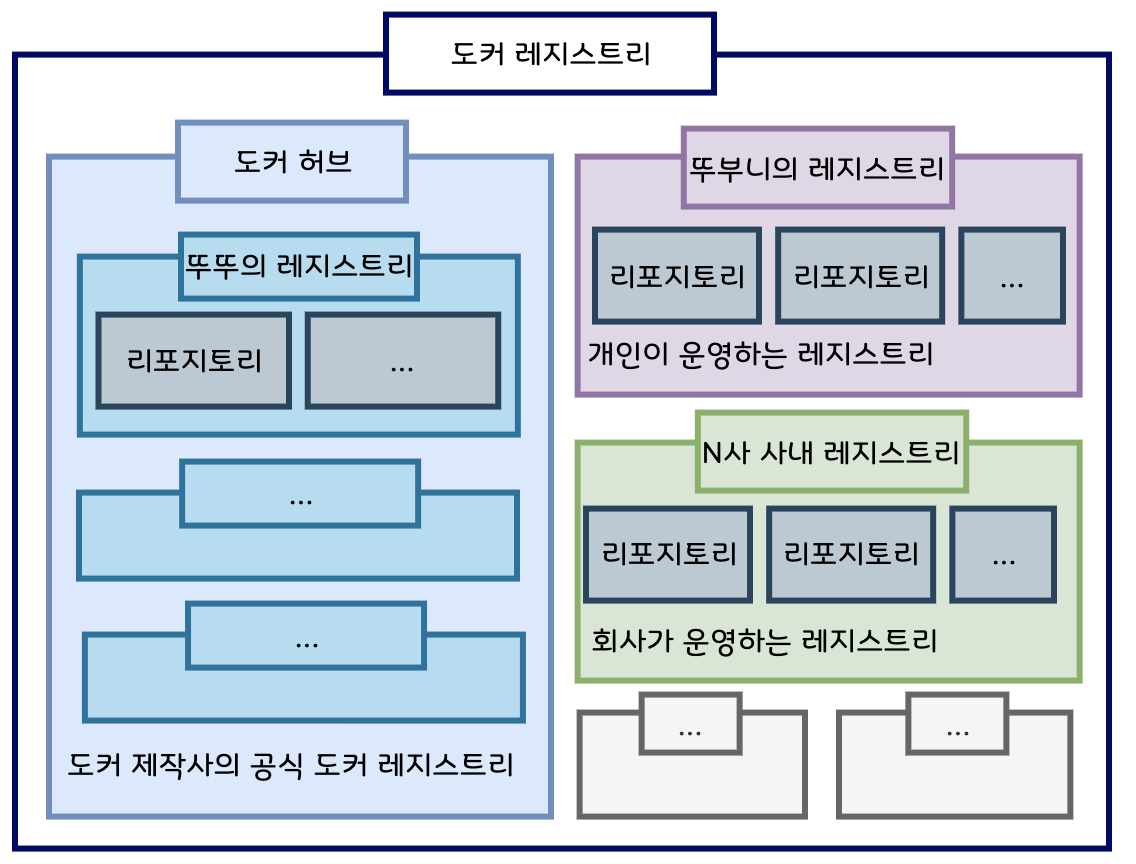 도커 레지스트리
도커 허브
뚜뚜의 레지스트리
리포지토리
...
...
...
도커 제작사의 공식 도커 레지스트리
뚜부니의 레지스트리
리포지토리
리포지토리
...
개인이 운영하는 레지스트리
N사 사내 레지스트리
리포지토리
리포지토리
...
회사가 운영하는 레지스트리
...
...